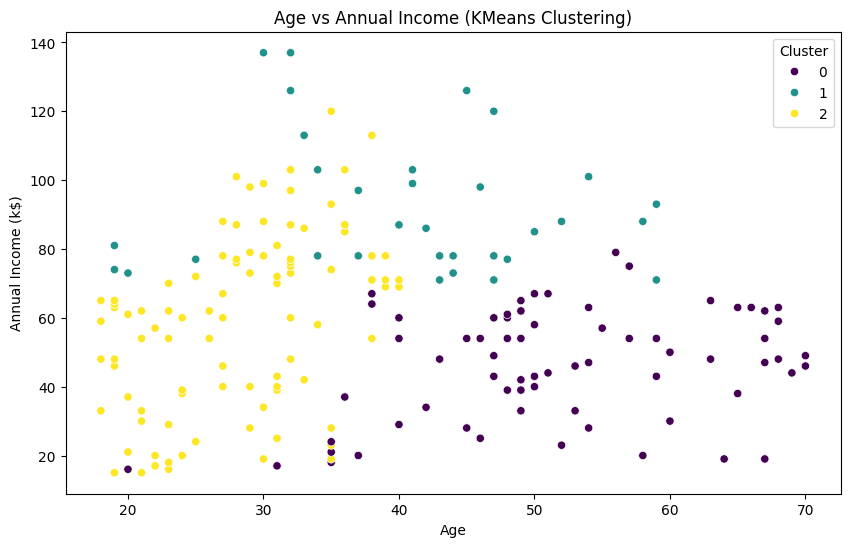 Age vs Annual Income (KMeans Clustering)
Cluster
0
1
2
Annual Income (k$)
140
120
100
80
60
40
20
20 30 40 50 60 70
Age